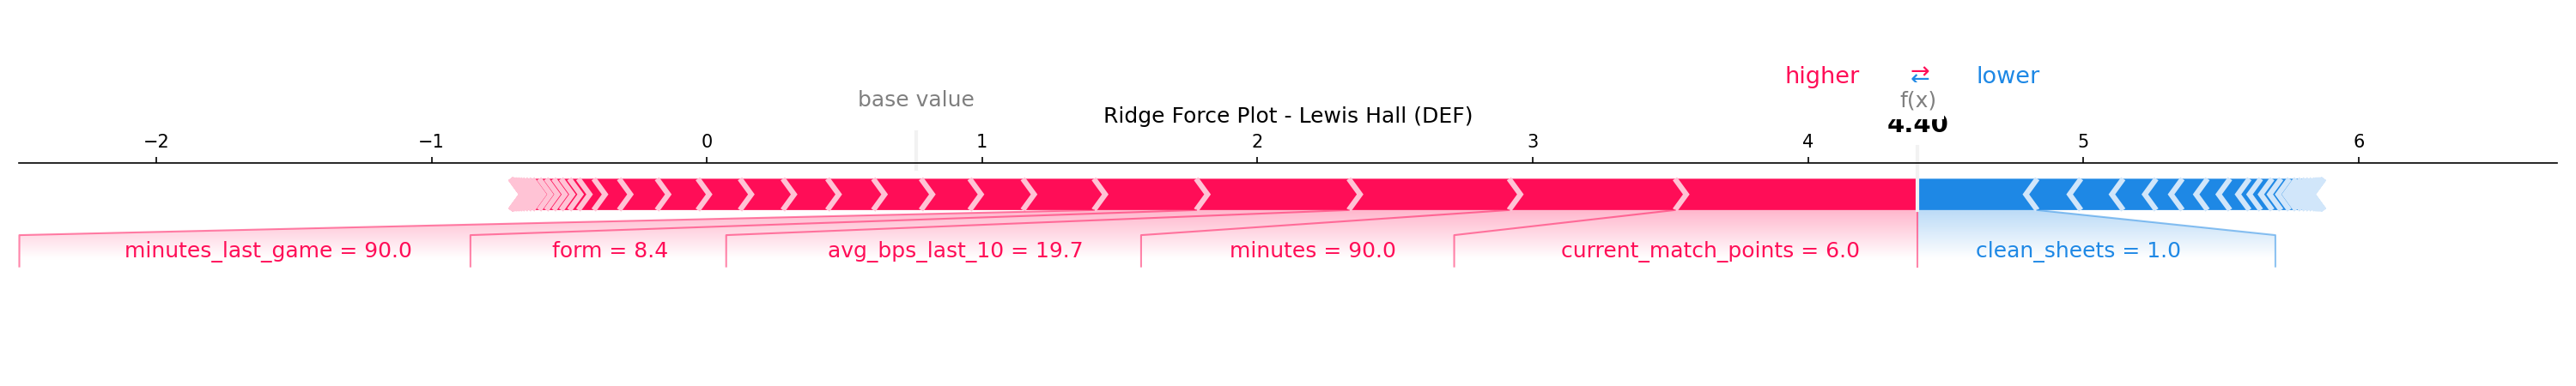 higher ⇄ lower
base value
f(x)
Ridge Force Plot - Lewis Hall (DEF)
4.40
−2 −1 0 1 2 3 4 5 6
minutes_last_game = 90.0 form = 8.4 avg_bps_last_10 = 19.7 minutes = 90.0 current_match_points = 6.0 clean_sheets = 1.0